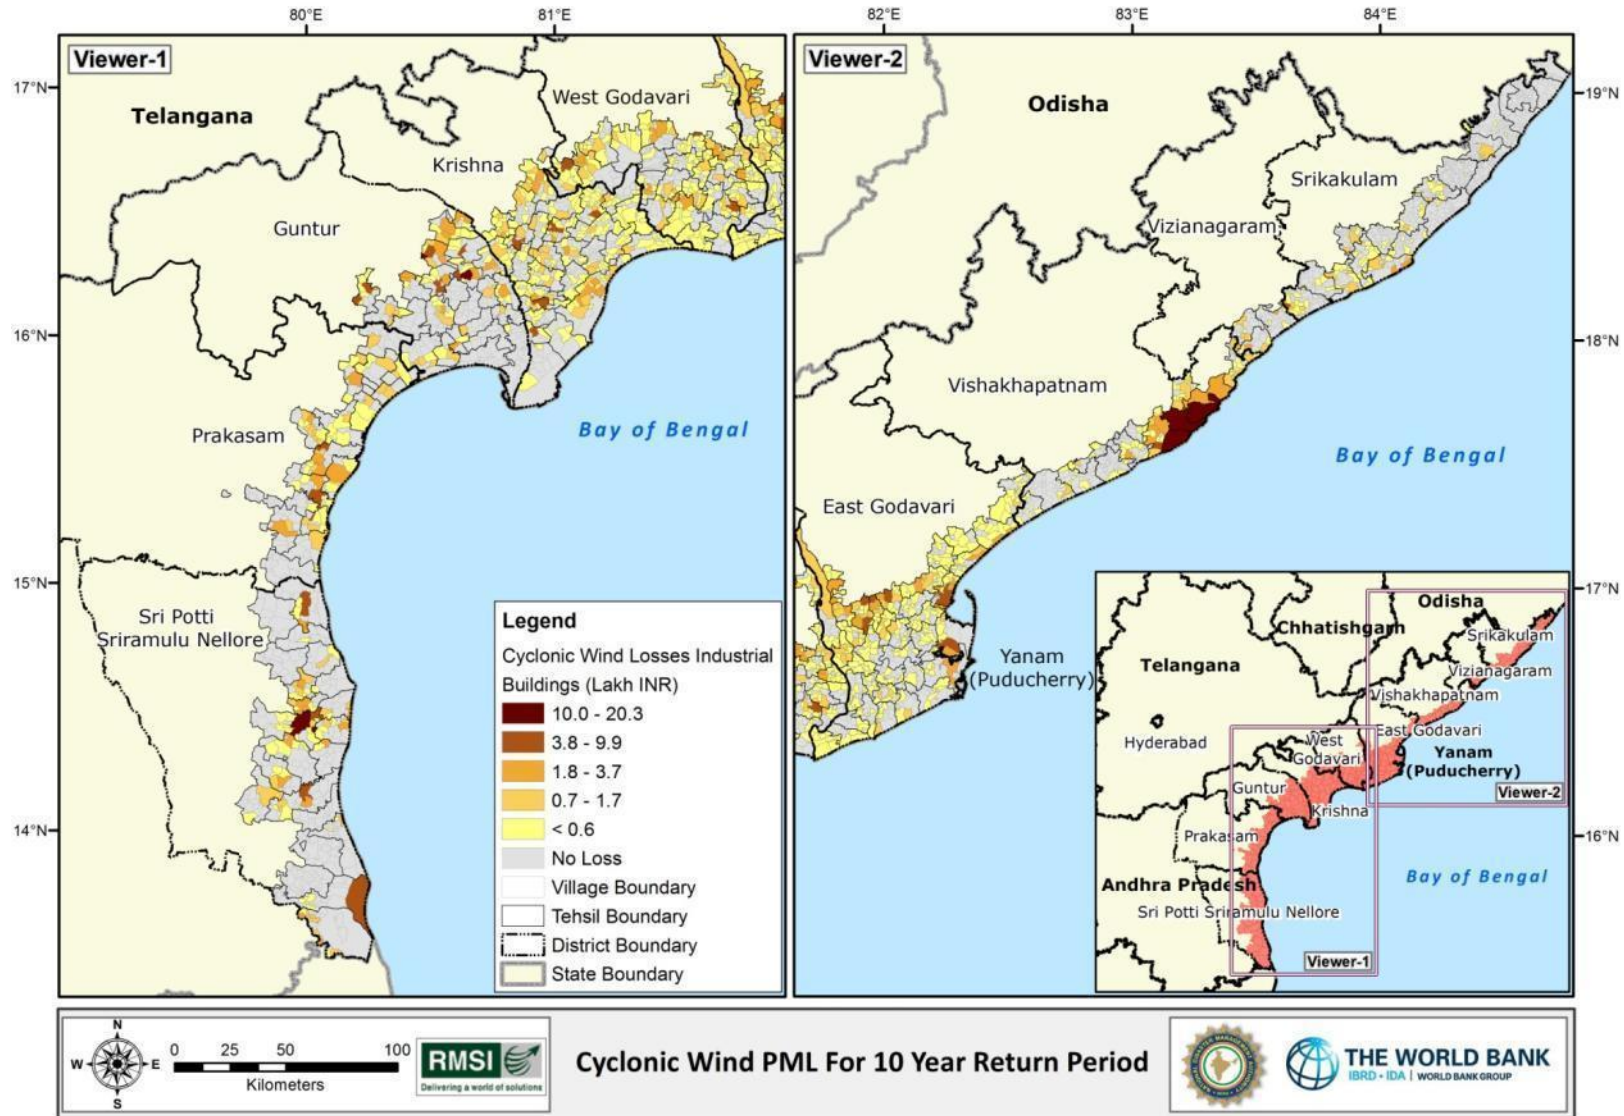 80°E
81°E
82°E
83°E
84°E
Viewer-1
Viewer-2
17°N
16°N
15°N
14°N
19°N
18°N
17°N
16°N
Telangana
West Godavari
Krishna
Guntur
Prakasam
Bay of Bengal
Sri Potti
Sriramulu Nellore
Legend
Cyclonic Wind Losses Industrial
Buildings (Lakh INR)
10.0 - 20.3
3.8 - 9.9
1.8 - 3.7
0.7 - 1.7
< 0.6
No Loss
Village Boundary
Tehsil Boundary
District Boundary
State Boundary
Odisha
Srikakulam
Vizianagaram
Vishakhapatnam
East Godavari
Bay of Bengal
Yanam
(Puducherry)
Odisha
Chhatishgarh
Srikakulam
Telangana
Vizianagaram
Vishakhapatnam
East Godavari
Hyderabad
West
Godavari
Yanam
(Puducherry)
Guntur
Viewer-2
Krishna
Prakasam
Andhra Pradesh
Bay of Bengal
Sri Potti Sriramulu Nellore
Viewer-1
N
W
E
S
0 25 50 100
Kilometers
RMSI
Delivering a world of solutions
Cyclonic Wind PML For 10 Year Return Period
THE WORLD BANK
IBRD • IDA | WORLD BANK GROUP